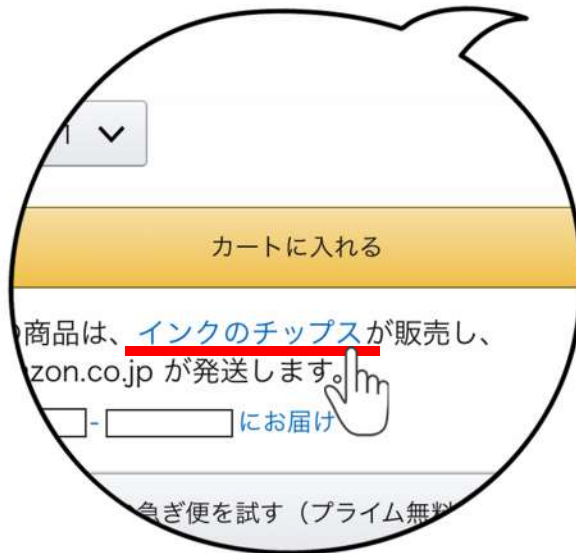 1
カートに入れる
商品は、インクのチップスが販売し、
zon.co.jp が発送します。
-
にお届け
急ぎ便を試す（プライム無料